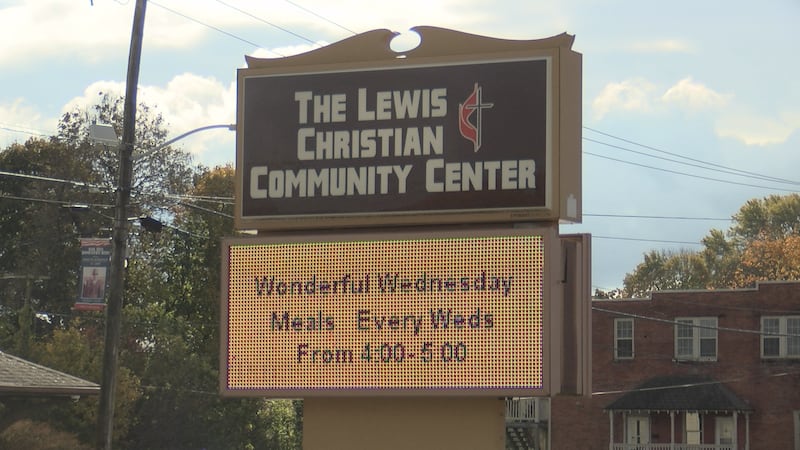 The Lewis
Christian
Community Center
Wonderful Wednesday
Meals Every Weds
From 4:00-5:00